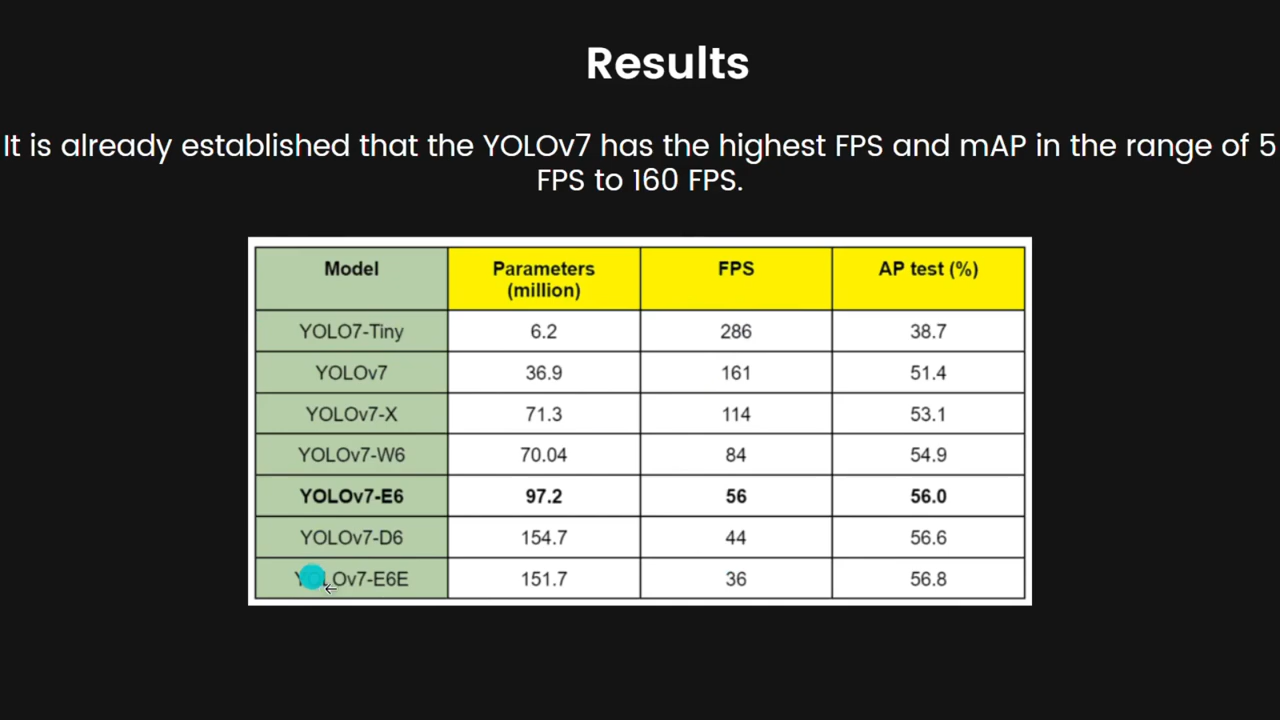 Results
It is already established that the YOLOv7 has the highest FPS and mAP in the range of 5
FPS to 160 FPS.
Model Parameters (million) FPS AP test (%)
YOLO7-Tiny 6.2 286 38.7
YOLOv7 36.9 161 51.4
YOLOv7-X 71.3 114 53.1
YOLOv7-W6 70.04 84 54.9
YOLOv7-E6 97.2 56 56.0
YOLOv7-D6 154.7 44 56.6
YOLOv7-E6E 151.7 36 56.8